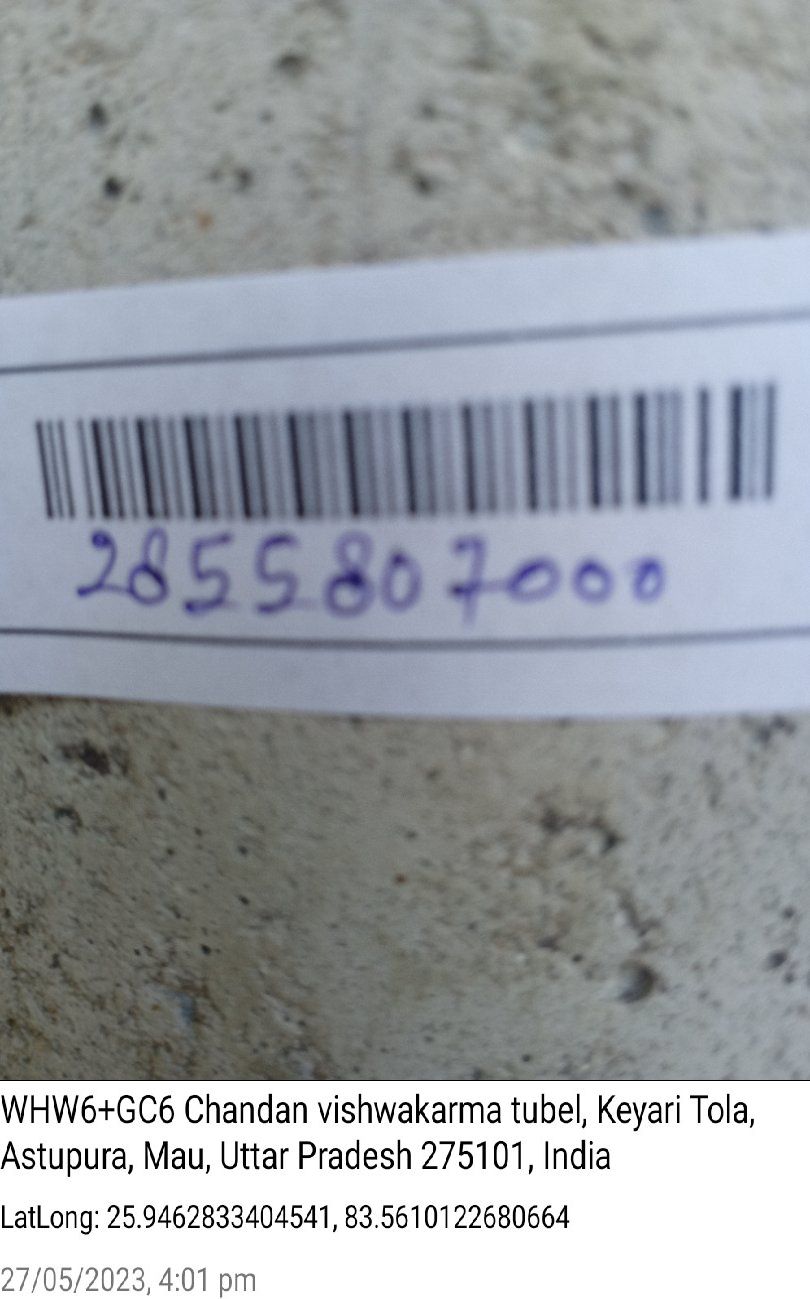 2855807000
WHW6+GC6 Chandan vishwakarma tubel, Keyari Tola,
Astupura, Mau, Uttar Pradesh 275101, India
LatLong: 25.9462833404541, 83.5610122680664
27/05/2023, 4:01 pm